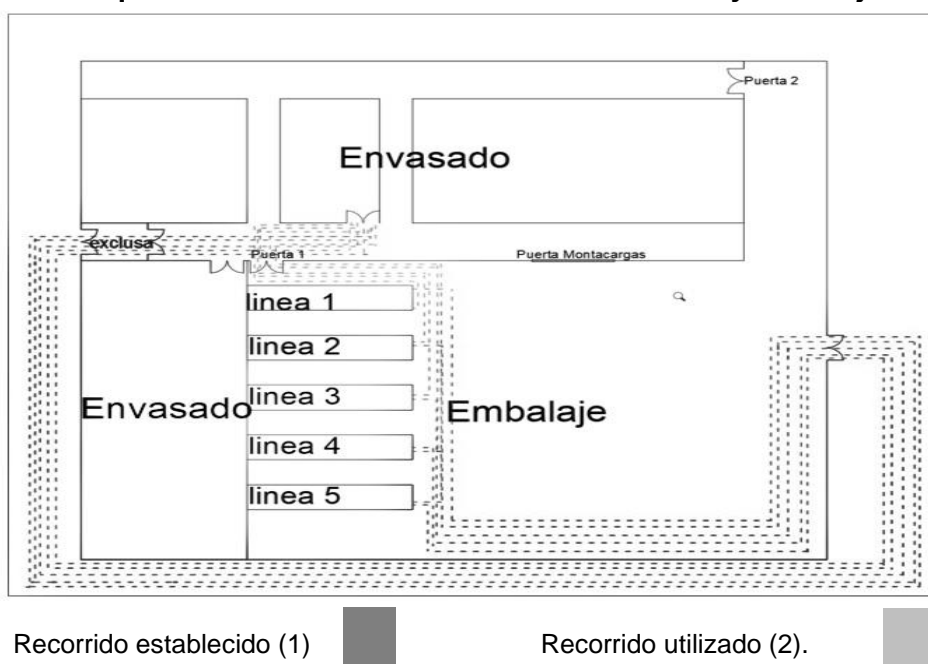 Puerta 2
Envasado
exclusa
Puerta 1
Puerta Montacargas
linea 1
linea 2
linea 3
Envasado
Embalaje
linea 4
linea 5
Recorrido establecido (1)
Recorrido utilizado (2).